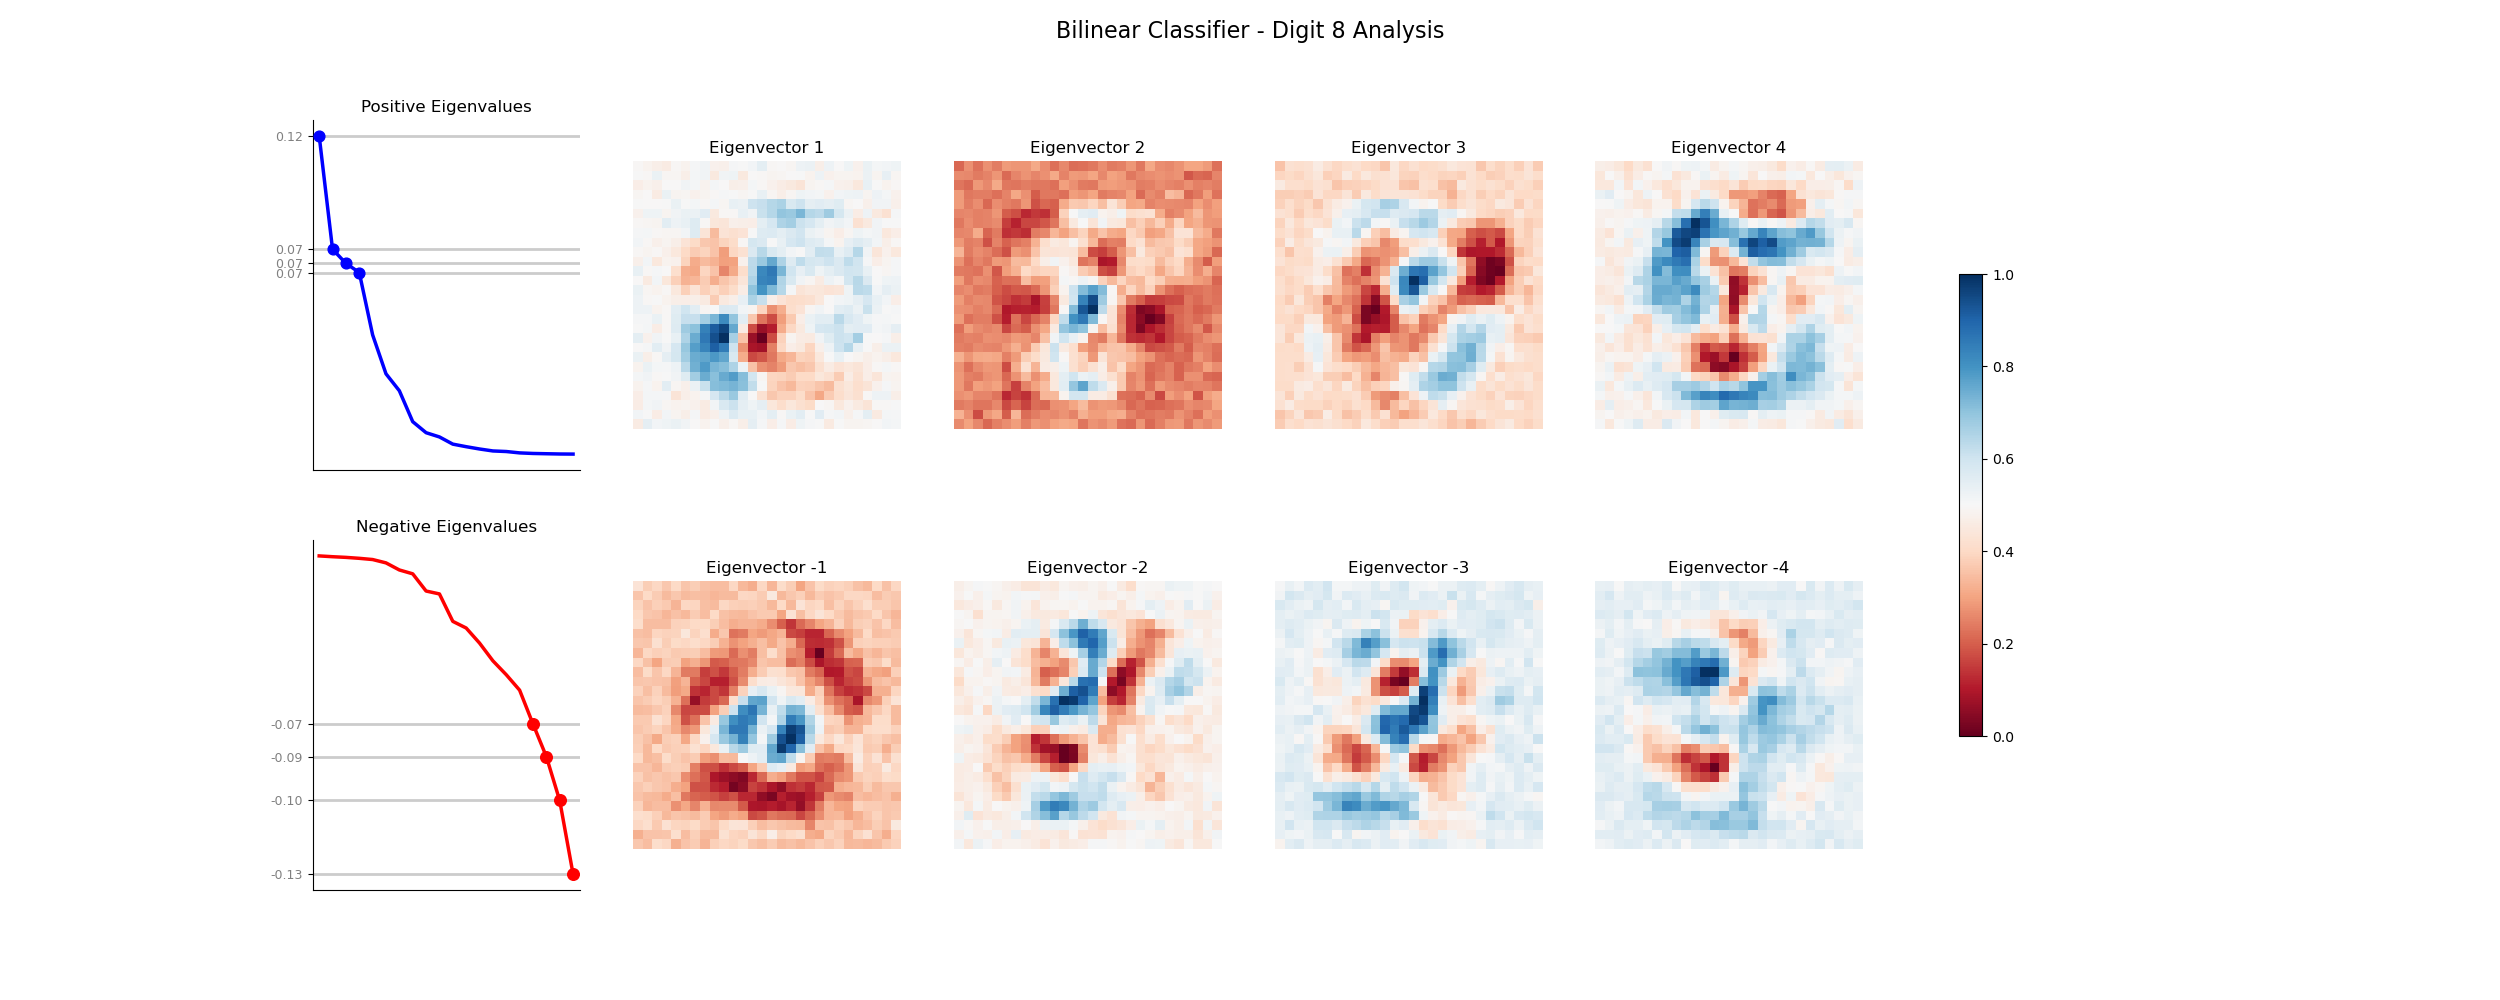 Bilinear Classifier - Digit 8 Analysis
Positive Eigenvalues
0.12
0.07
0.07
0.07
Eigenvector 1
Eigenvector 2
Eigenvector 3
Eigenvector 4
1.0
0.8
0.6
0.4
0.2
0.0
Negative Eigenvalues
-0.07
-0.09
-0.10
-0.13
Eigenvector -1
Eigenvector -2
Eigenvector -3
Eigenvector -4